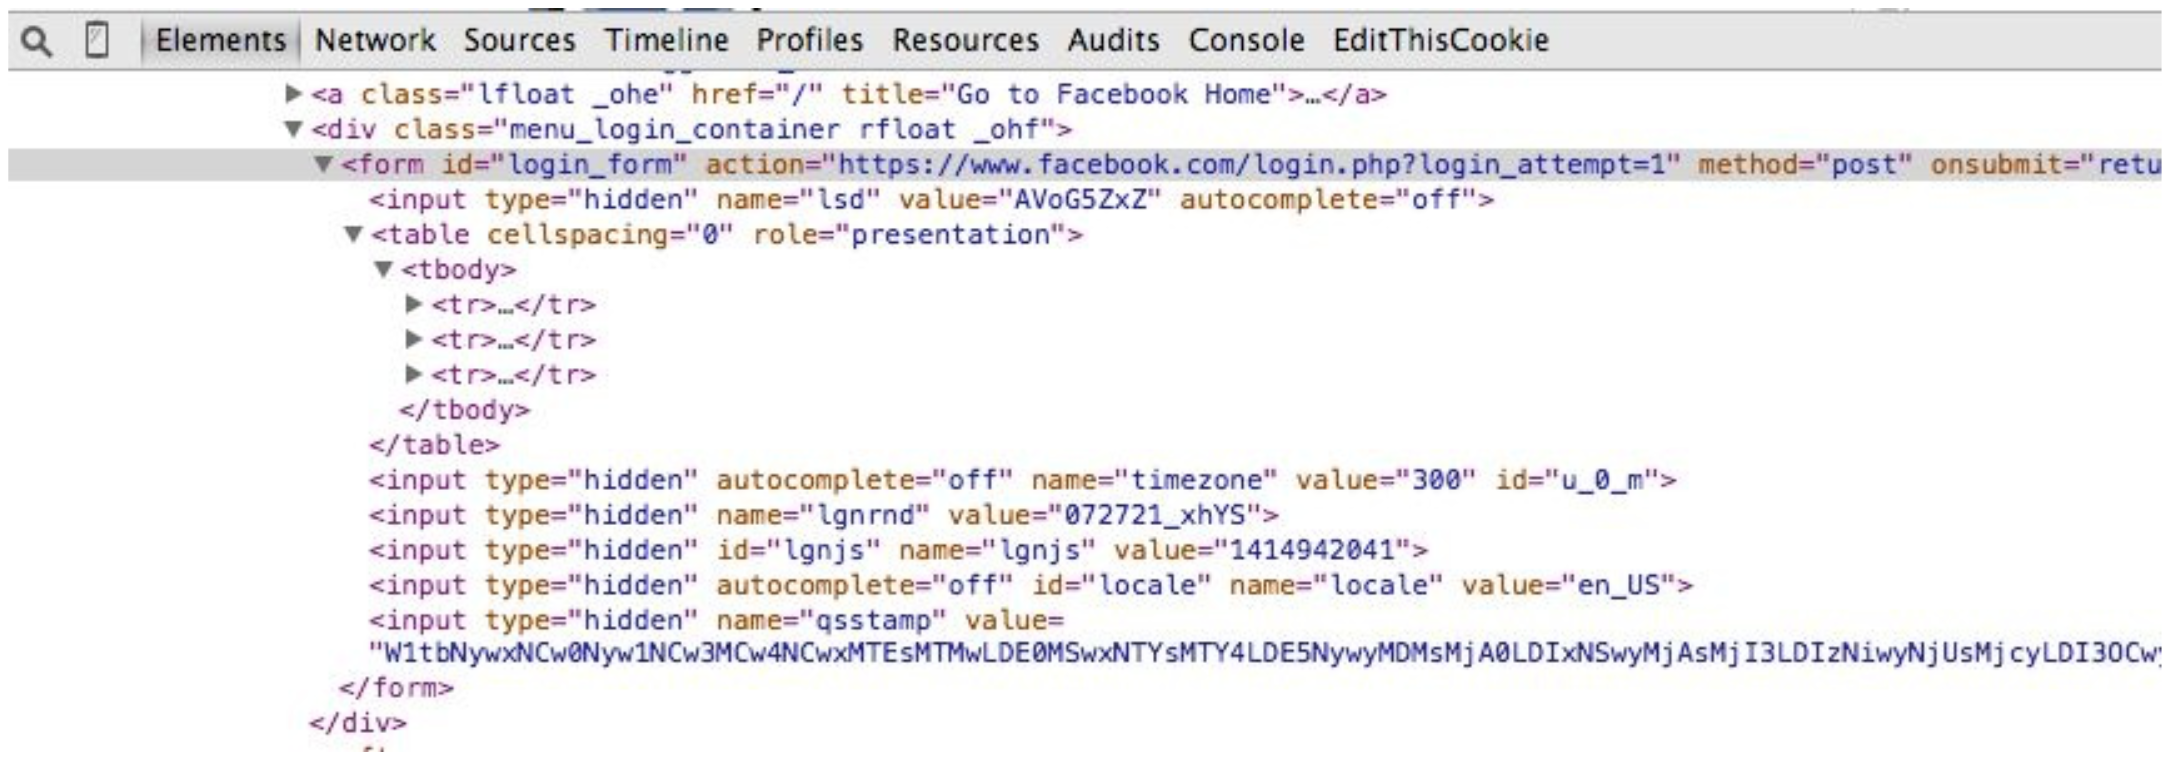 Elements Network Sources Timeline Profiles Resources Audits Console EditThisCookie
▶<a class="lfloat _ohe" href="/" title="Go to Facebook Home">…</a>
▼<div class="menu_login_container rfloat _ohf">
▼<form id="login_form" action="https://www.facebook.com/login.php?login_attempt=1" method="post" onsubmit="retu
<input type="hidden" name="lsd" value="AVoG5ZxZ" autocomplete="off">
▼<table cellspacing="0" role="presentation">
▼<tbody>
▶<tr>…</tr>
▶<tr>…</tr>
▶<tr>…</tr>
</tbody>
</table>
<input type="hidden" autocomplete="off" name="timezone" value="300" id="u_0_m">
<input type="hidden" name="lgnrnd" value="072721_xhYS">
<input type="hidden" id="lgnjs" name="lgnjs" value="1414942041">
<input type="hidden" autocomplete="off" id="locale" name="locale" value="en_US">
<input type="hidden" name="qsstamp" value=
"W1tbNywxNCw0Nyw1NCw3MCw4NCwxMTEsMTMwLDE0MSwxNTYsMTY4LDE5NywyMDMsMjA0LDIxNSwyMjAsMjI3LDIzNiwyNjUsMjcyLDI3OCwy
</form>
</div>